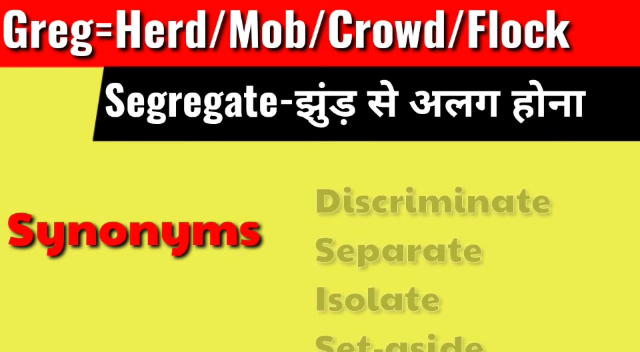 Greg=Herd/Mob/Crowd/Flock
Segregate-झुंड़ से अलग होना
Synonyms
Discriminate
Separate
Isolate
Set-aside